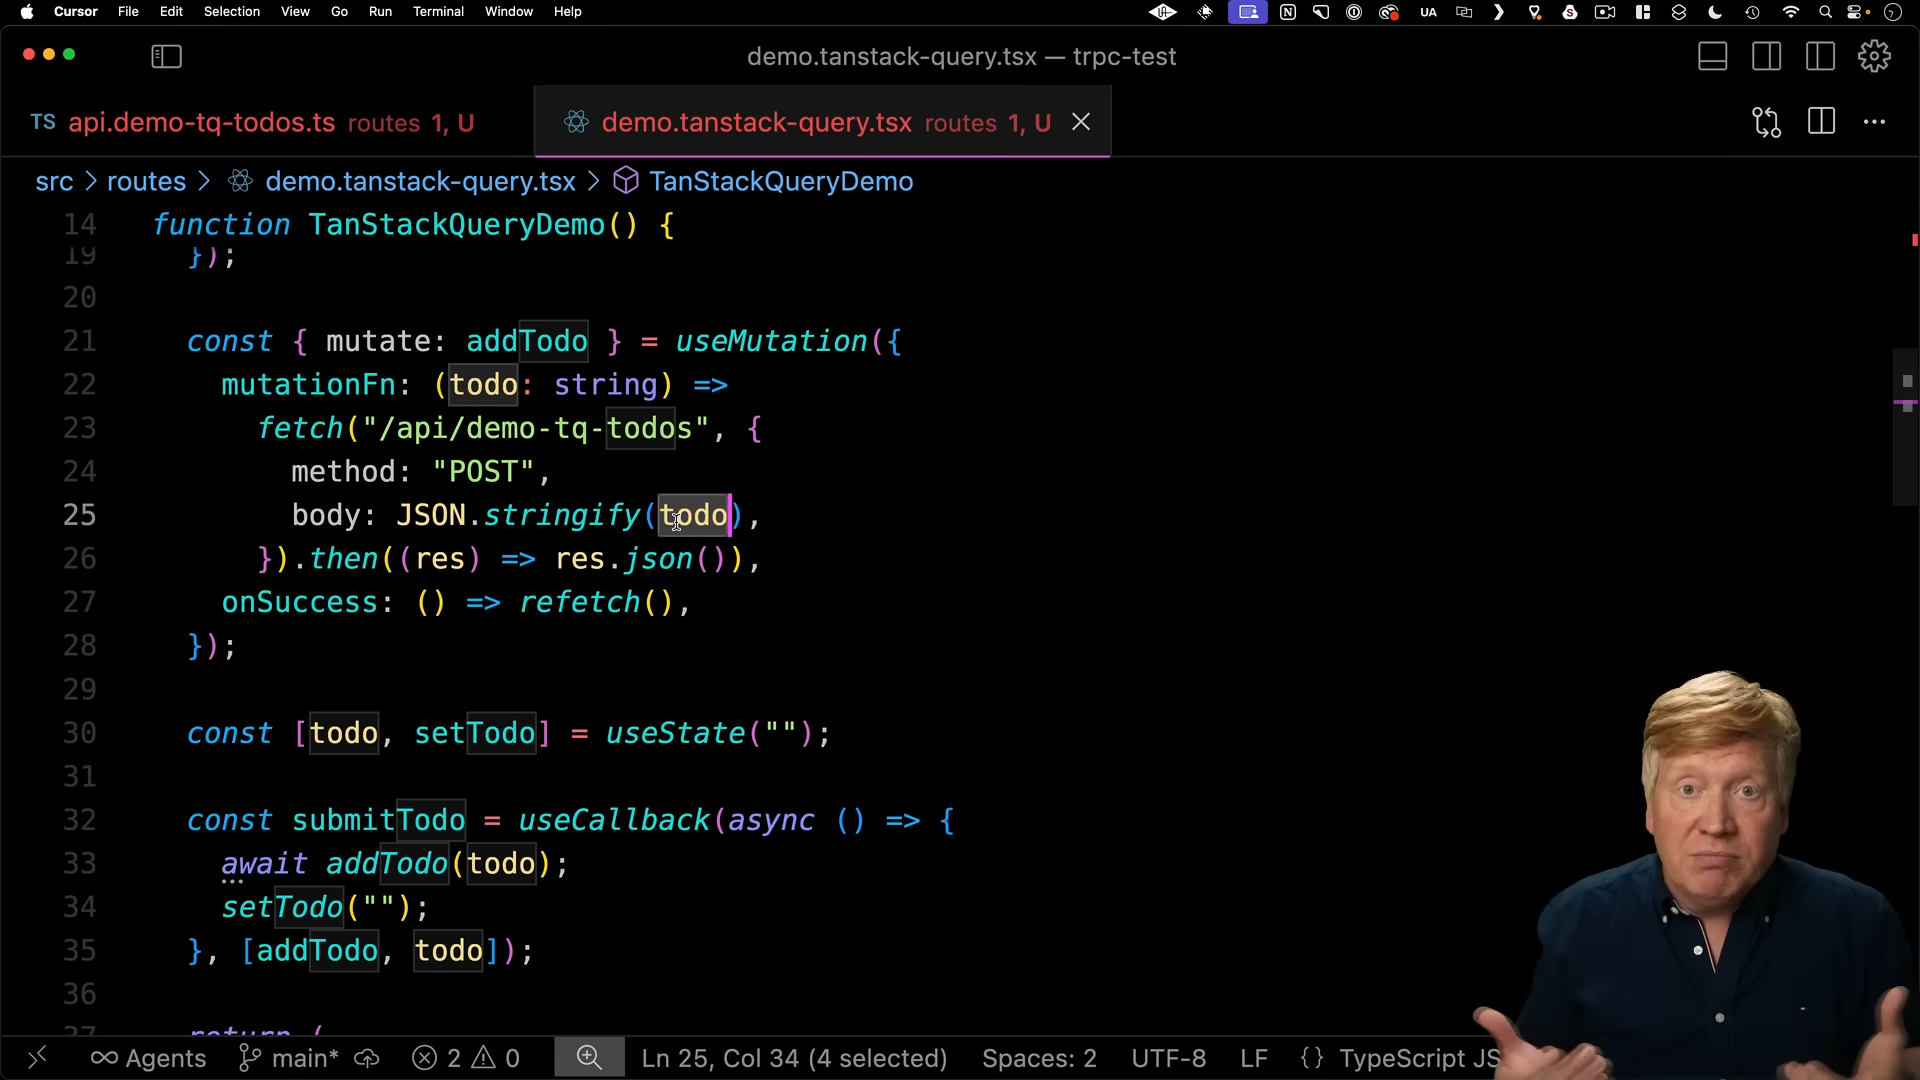 Cursor File Edit Selection View Go Run Terminal Window Help UA
demo.tanstack-query.tsx — trpc-test
TS api.demo-tq-todos.ts routes 1, U demo.tanstack-query.tsx routes 1, U
src > routes > demo.tanstack-query.tsx > TanStackQueryDemo
14 function TanStackQueryDemo() {
19 });
20
21 const { mutate: addTodo } = useMutation({
22 mutationFn: (todo: string) =>
23 fetch("/api/demo-tq-todos", {
24 method: "POST",
25 body: JSON.stringify(todo),
26 }).then((res) => res.json()),
27 onSuccess: () => refetch(),
28 });
29
30 const [todo, setTodo] = useState("");
31
32 const submitTodo = useCallback(async () => {
33 await addTodo(todo);
34 setTodo("");
35 }, [addTodo, todo]);
36
37 return (
Agents main* 2 0 Ln 25, Col 34 (4 selected) Spaces: 2 UTF-8 LF {} TypeScript JS